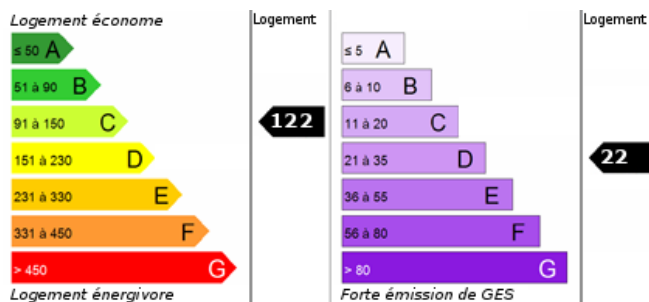 Logement économe
≤ 50 A
51 à 90 B
91 à 150 C
151 à 230 D
231 à 330 E
331 à 450 F
> 450 G
Logement énergivore
Logement
122
≤ 5 A
6 à 10 B
11 à 20 C
21 à 35 D
36 à 55 E
56 à 80 F
> 80 G
Forte émission de GES
Logement
22